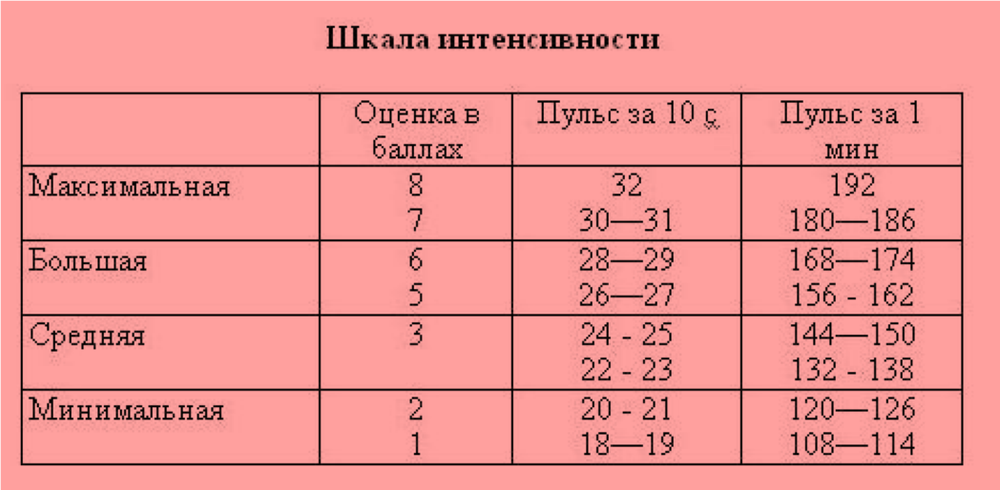 Шкала интенсивности
Оценка в баллах Пульс за 10 с Пульс за 1 мин
Максимальная 8 32 192
7 30—31 180—186
Большая 6 28—29 168—174
5 26—27 156 - 162
Средняя 3 24 - 25 144—150
22 - 23 132 - 138
Минимальная 2 20 - 21 120—126
1 18—19 108—114